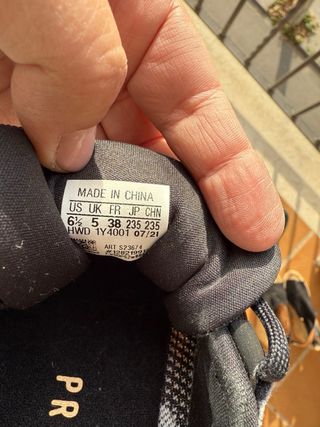 MADE IN CHINA
US UK FR JP CHN
6½ 5 38 235 235
HWD 1Y4001 07/21
ART S23674
PR